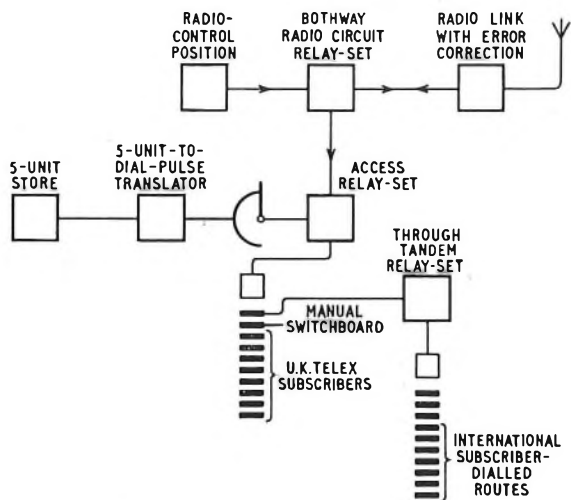 RADIO-
CONTROL
POSITION
BOTHWAY
RADIO CIRCUIT
RELAY-SET
RADIO LINK
WITH ERROR
CORRECTION
5-UNIT
STORE
5-UNIT-TO-
DIAL-PULSE
TRANSLATOR
ACCESS
RELAY-SET
THROUGH
TANDEM
RELAY-SET
MANUAL
SWITCHBOARD
U.K.TELEX
SUBSCRIBERS
INTERNATIONAL
SUBSCRIBER-
DIALLED
ROUTES